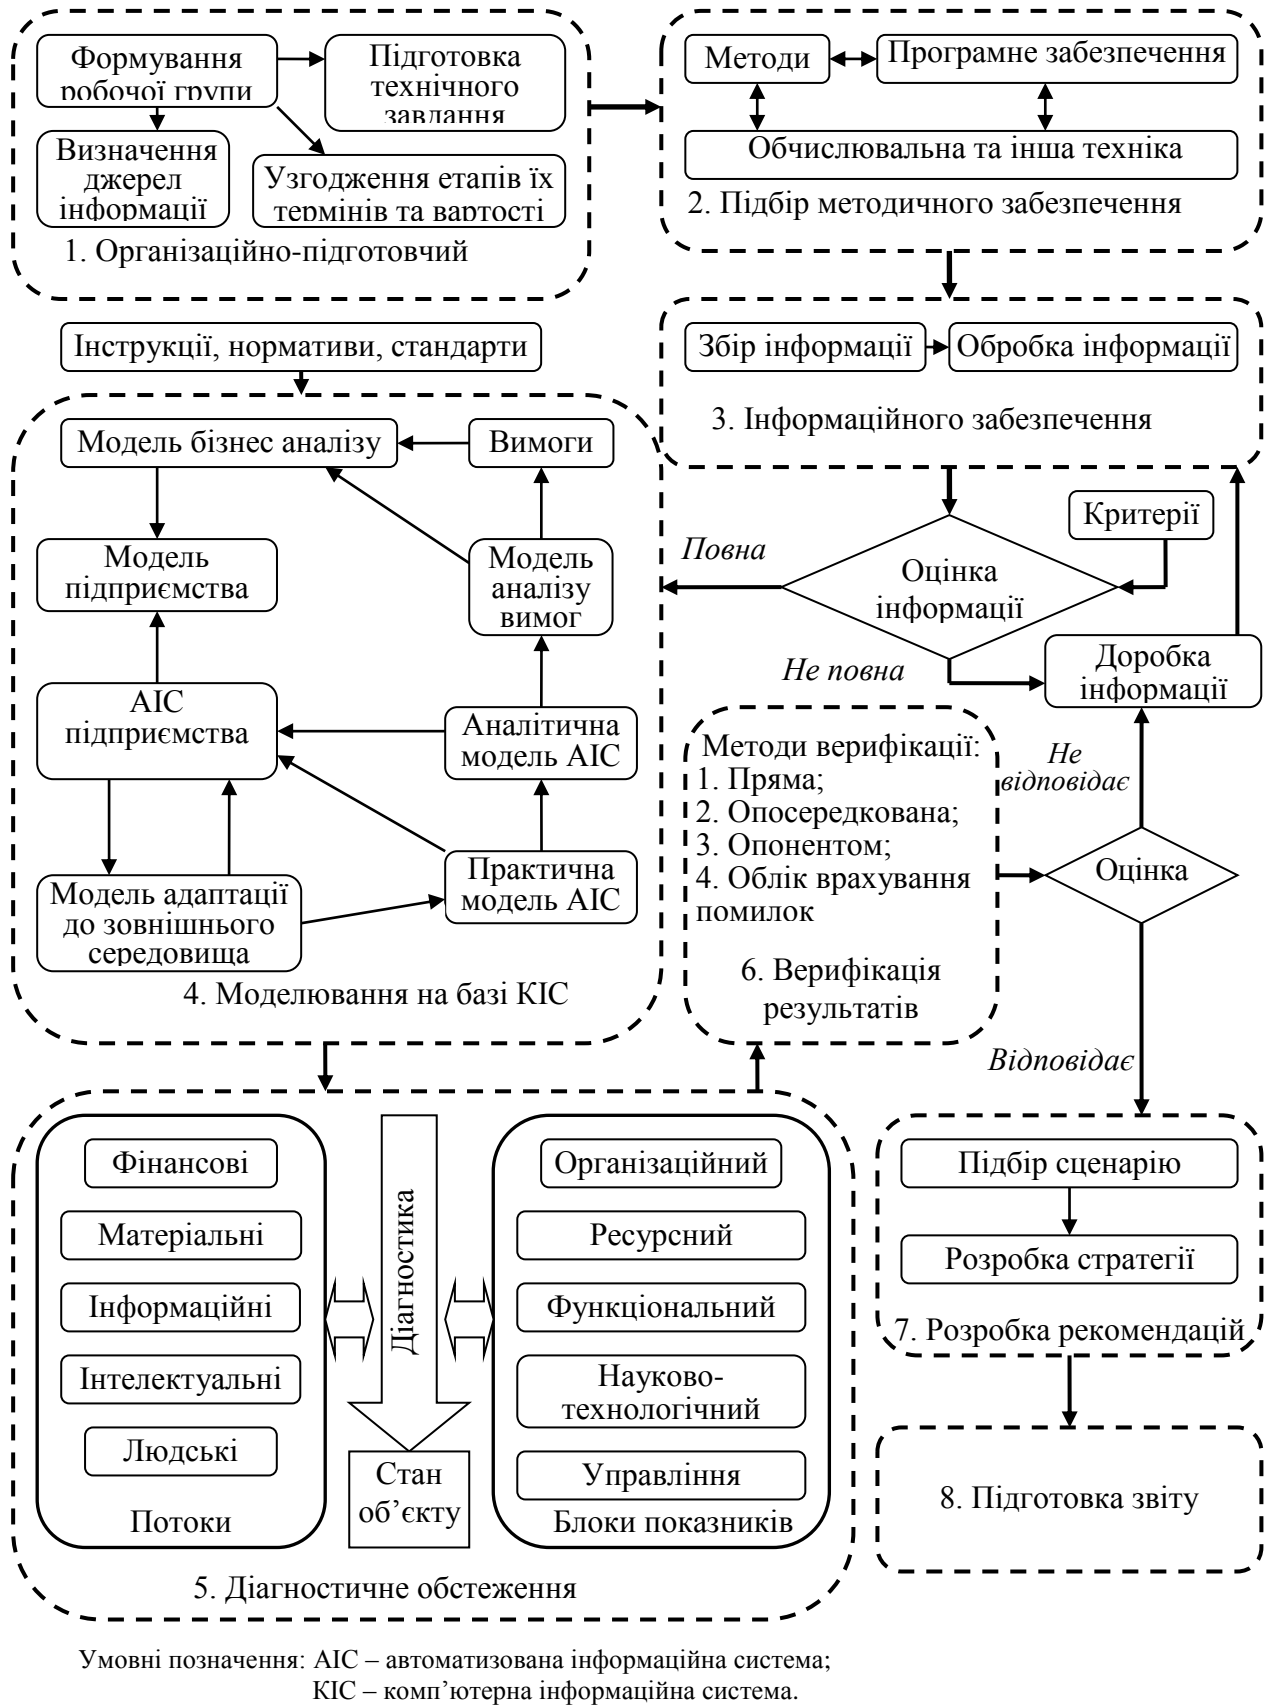 Формування
робочої групи
Підготовка
технічного
завдання
Визначення
джерел
інформації
Узгодження етапів їх
термінів та вартості
1. Організаційно-підготовчий
Методи
Програмне забезпечення
Обчислювальна та інша техніка
2. Підбір методичного забезпечення
Збір інформації
Обробка інформації
3. Інформаційного забезпечення
Інструкції, нормативи, стандарти
Модель бізнес аналізу
Вимоги
Модель
підприємства
Модель
аналізу
вимог
АІС
підприємства
Аналітична
модель АІС
Модель адаптації
до зовнішнього
середовища
Практична
модель АІС
4. Моделювання на базі КІС
Критерії
Повна
Оцінка
інформації
Не повна
Доробка
інформації
Методи верифікації:
1. Пряма;
2. Опосередкована;
3. Опонентом;
4. Облік врахування
помилок
6. Верифікація
результатів
Не
відповідає
Оцінка
Відповідає
Фінансові
Матеріальні
Інформаційні
Інтелектуальні
Людські
Потоки
Діагностика
Стан
об’єкту
Організаційний
Ресурсний
Функціональний
Науково-
технологічний
Управління
Блоки показників
5. Діагностичне обстеження
Підбір сценарію
Розробка стратегії
7. Розробка рекомендацій
8. Підготовка звіту
Умовні позначення: АІС – автоматизована інформаційна система;
КІС – комп’ютерна інформаційна система.